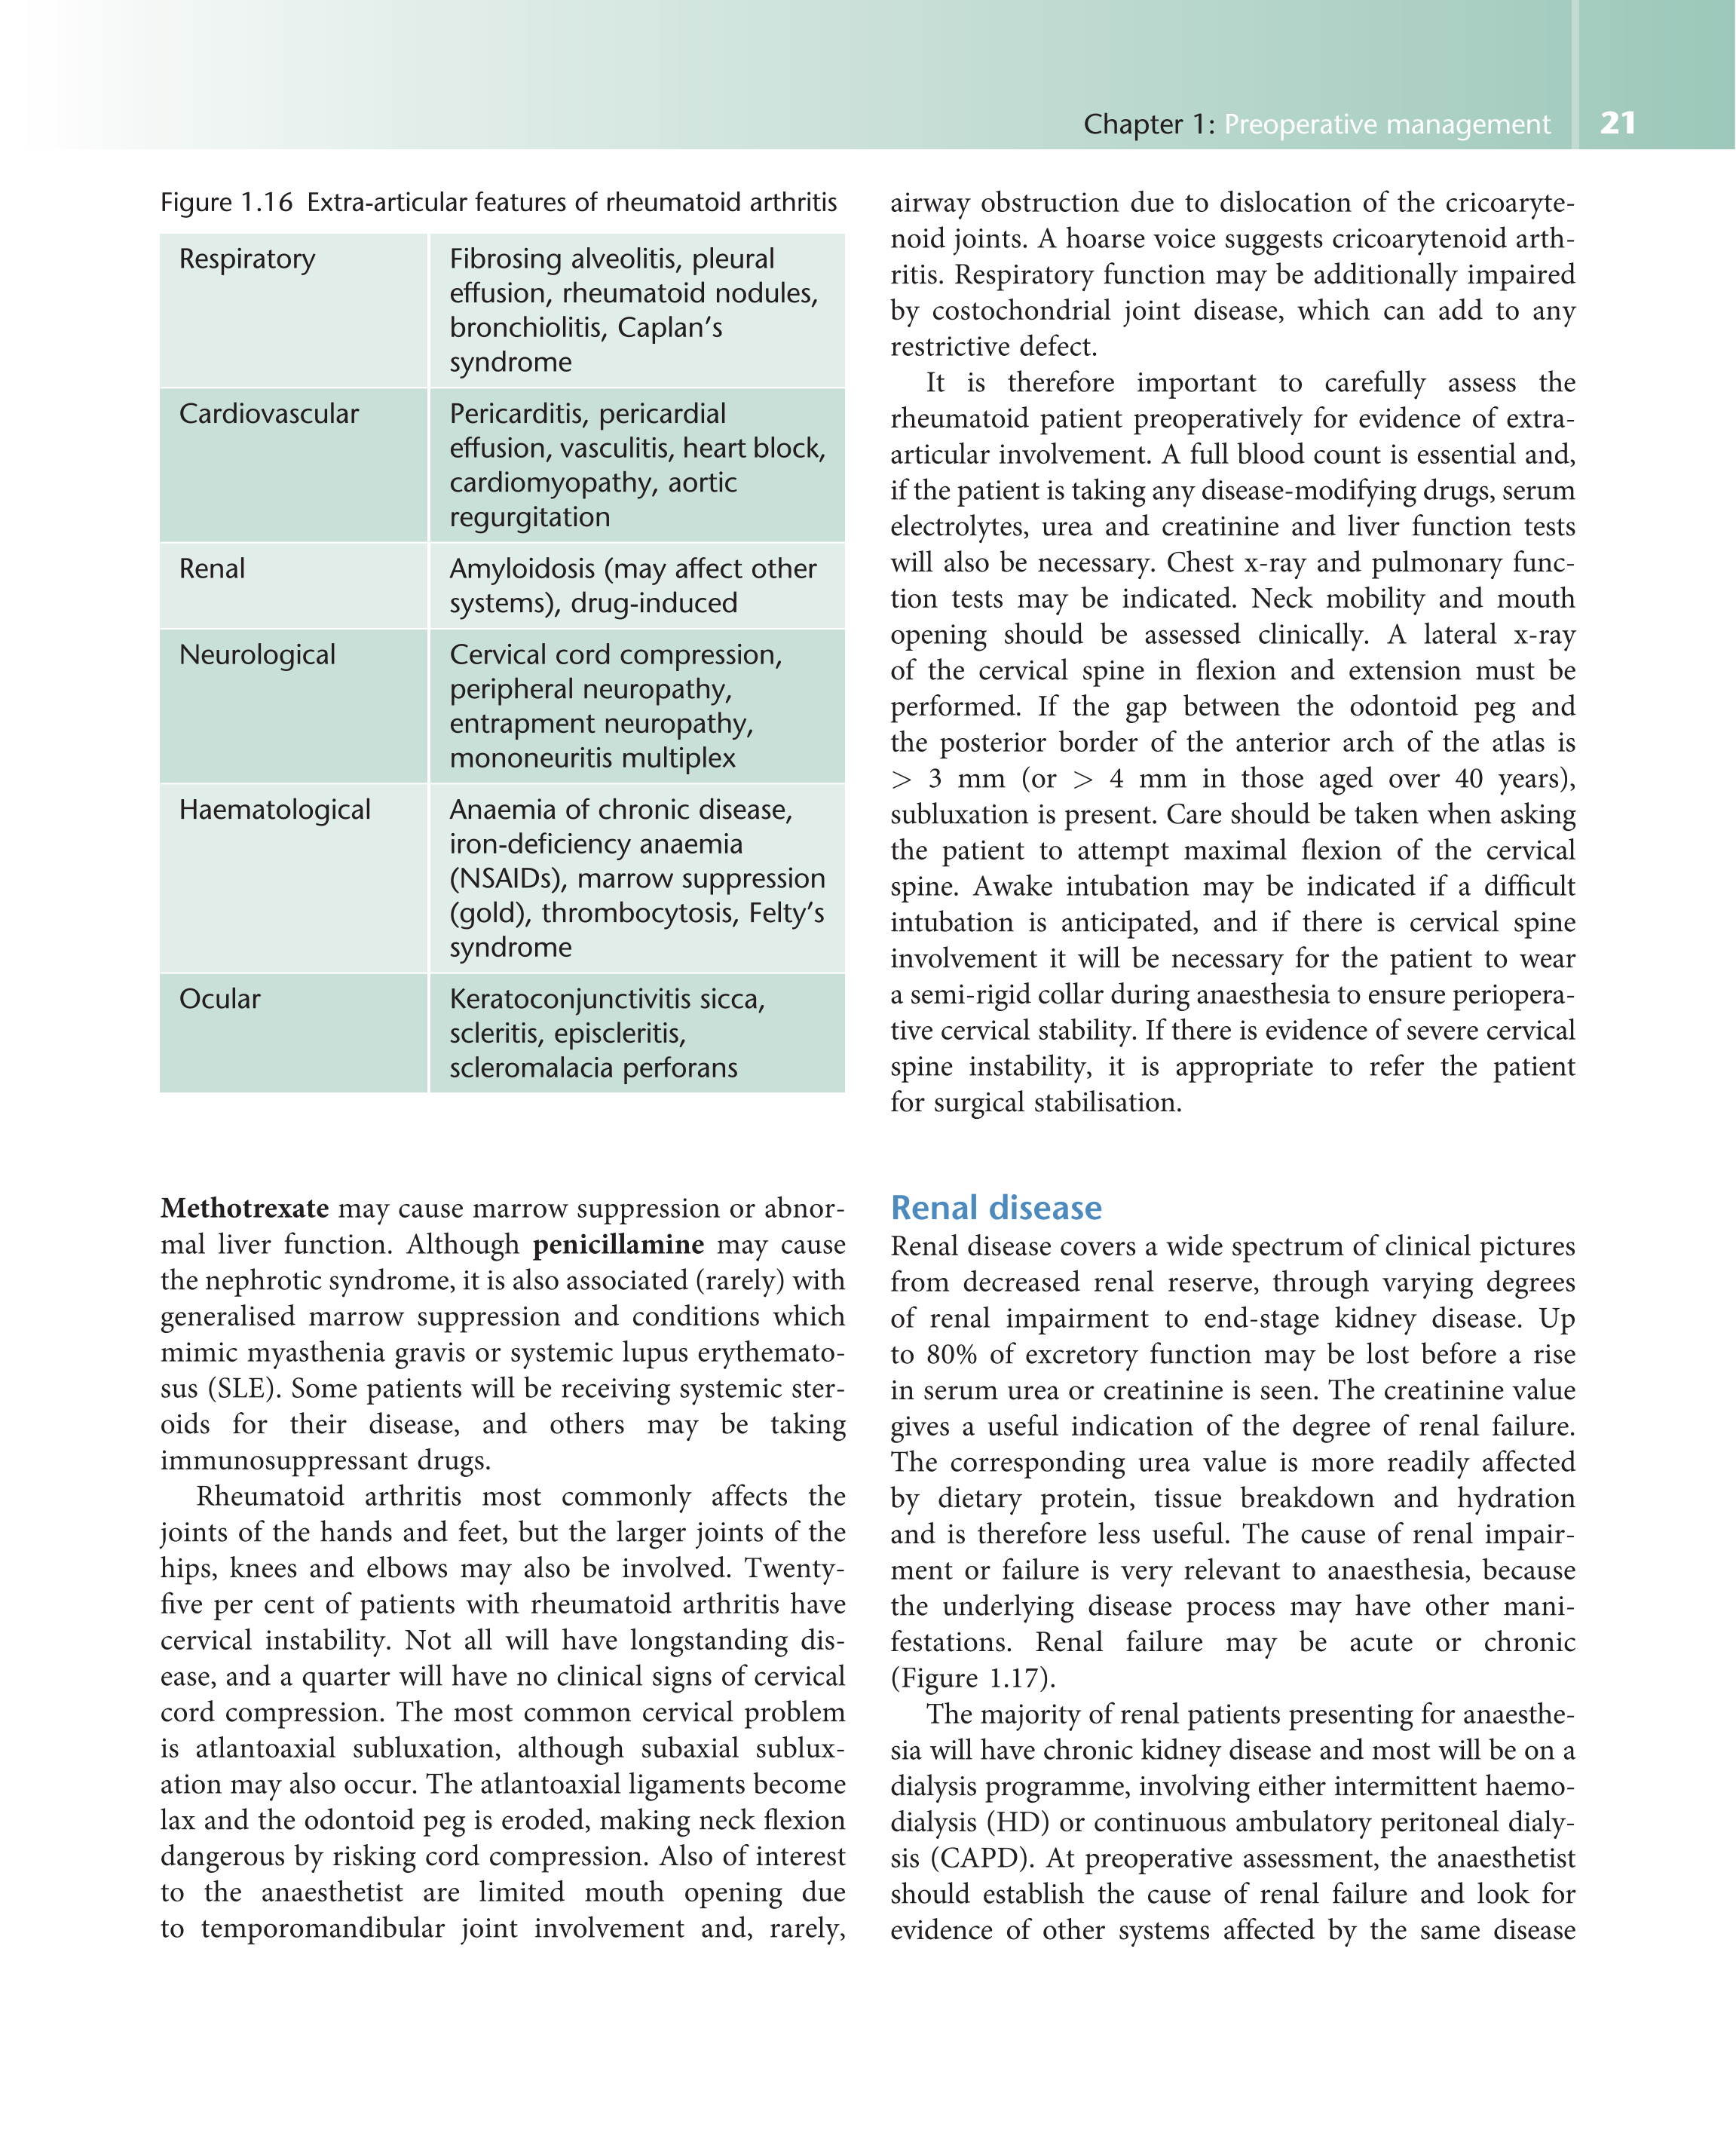 Chapter 1: Preoperative management 21
Figure 1.16 Extra-articular features of rheumatoid arthritis
Respiratory
Fibrosing alveolitis, pleural
effusion, rheumatoid nodules,
bronchiolitis, Caplan's
syndrome
Cardiovascular
Pericarditis, pericardial
effusion, vasculitis, heart block,
cardiomyopathy, aortic
regurgitation
Renal
Amyloidosis (may affect other
systems), drug-induced
Neurological
Cervical cord compression,
peripheral neuropathy,
entrapment neuropathy,
mononeuritis multiplex
Haematological
Anaemia of chronic disease,
iron-deficiency anaemia
(NSAIDs), marrow suppression
(gold), thrombocytosis, Felty's
syndrome
Ocular
Keratoconjunctivitis sicca,
scleritis, episcleritis,
scleromalacia perforans
Methotrexate may cause marrow suppression or abnor-
mal liver function. Although penicillamine may cause
the nephrotic syndrome, it is also associated (rarely) with
generalised marrow suppression and conditions which
mimic myasthenia gravis or systemic lupus erythemato-
sus (SLE). Some patients will be receiving systemic ster-
oids for their disease, and others may be taking
immunosuppressant drugs.
Rheumatoid arthritis most commonly affects the
joints of the hands and feet, but the larger joints of the
hips, knees and elbows may also be involved. Twenty-
five per cent of patients with rheumatoid arthritis have
cervical instability. Not all will have longstanding dis-
ease, and a quarter will have no clinical signs of cervical
cord compression. The most common cervical problem
is atlantoaxial subluxation, although subaxial sublux-
ation may also occur. The atlantoaxial ligaments become
lax and the odontoid peg is eroded, making neck flexion
dangerous by risking cord compression. Also of interest
to the anaesthetist are limited mouth opening due
to temporomandibular joint involvement and, rarely,
airway obstruction due to dislocation of the cricoaryte-
noid joints. A hoarse voice suggests cricoarytenoid arth-
ritis. Respiratory function may be additionally impaired
by costochondrial joint disease, which can add to any
restrictive defect.
It is therefore important to carefully assess the
rheumatoid patient preoperatively for evidence of extra-
articular involvement. A full blood count is essential and,
if the patient is taking any disease-modifying drugs, serum
electrolytes, urea and creatinine and liver function tests
will also be necessary. Chest x-ray and pulmonary func-
tion tests may be indicated. Neck mobility and mouth
opening should be assessed clinically. A lateral x-ray
of the cervical spine in flexion and extension must be
performed. If the gap between the odontoid peg and
the posterior border of the anterior arch of the atlas is
> 3 mm (or > 4 mm in those aged over 40 years),
subluxation is present. Care should be taken when asking
the patient to attempt maximal flexion of the cervical
spine. Awake intubation may be indicated if a difficult
intubation is anticipated, and if there is cervical spine
involvement it will be necessary for the patient to wear
a semi-rigid collar during anaesthesia to ensure periopera-
tive cervical stability. If there is evidence of severe cervical
spine instability, it is appropriate to refer the patient
for surgical stabilisation.
Renal disease
Renal disease covers a wide spectrum of clinical pictures
from decreased renal reserve, through varying degrees
of renal impairment to end-stage kidney disease. Up
to 80% of excretory function may be lost before a rise
in serum urea or creatinine is seen. The creatinine value
gives a useful indication of the degree of renal failure.
The corresponding urea value is more readily affected
by dietary protein, tissue breakdown and hydration
and is therefore less useful. The cause of renal impair-
ment or failure is very relevant to anaesthesia, because
the underlying disease process may have other mani-
festations. Renal failure may be acute or chronic
(Figure 1.17).
The majority of renal patients presenting for anaesthe-
sia will have chronic kidney disease and most will be on a
dialysis programme, involving either intermittent haemo-
dialysis (HD) or continuous ambulatory peritoneal dialy-
sis (CAPD). At preoperative assessment, the anaesthetist
should establish the cause of renal failure and look for
evidence of other systems affected by the same disease